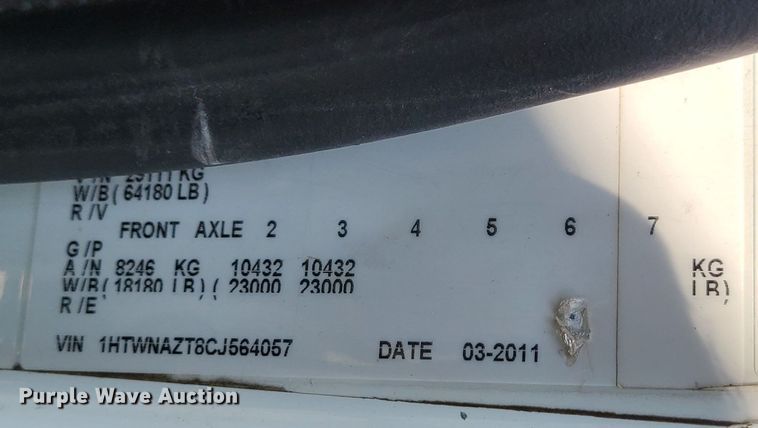 KG
W/B ( 64180 LB )
R /V
FRONT AXLE 2 3 4 5 6 7
G /P
A /N 8246 KG 10432 10432 KG
W/B ( 18180 LB ) ( 23000 23000 LB)
R /E
VIN 1HTWNAZT8CJ564057 DATE 03-2011
Purple Wave Auction